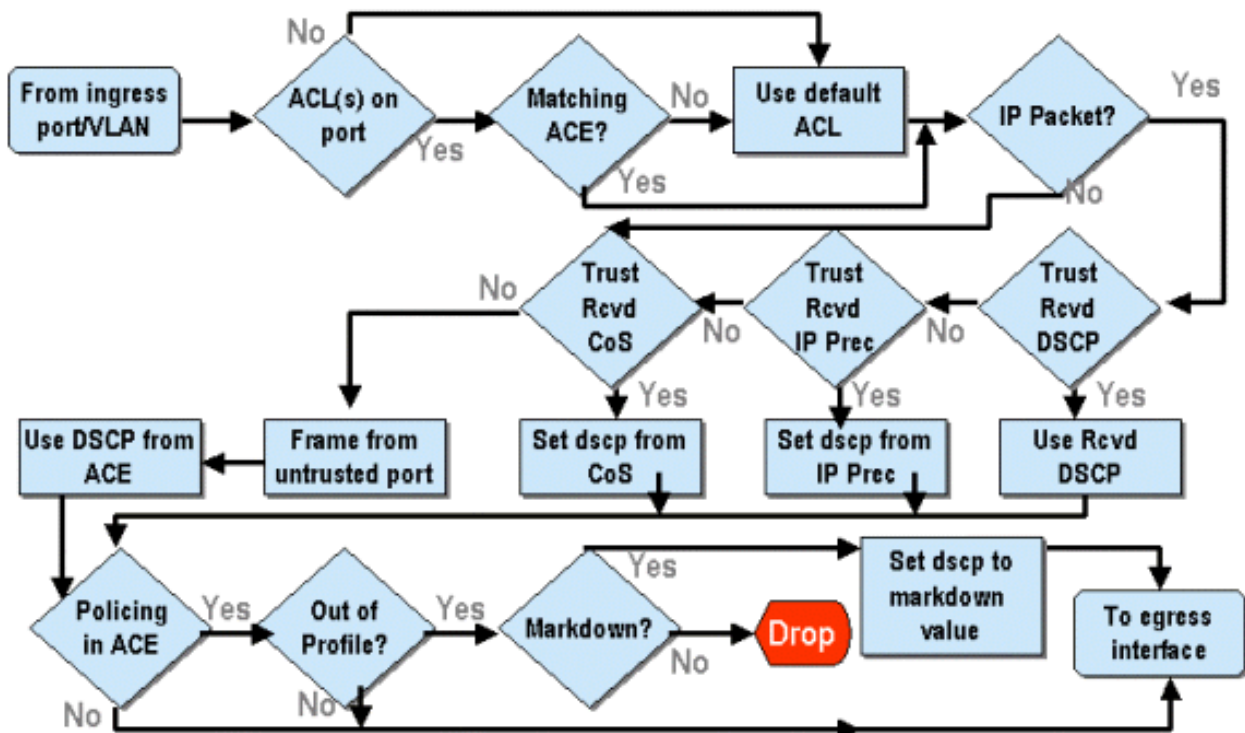 No
From ingress
port/VLAN
ACL(s) on
port
Yes
Matching
ACE?
No
Yes
Use default
ACL
IP Packet?
Yes
No
No
Trust
Rcvd
CoS
No
Trust
Rcvd
IP Prec
No
Trust
Rcvd
DSCP
Yes
Yes
Yes
Use DSCP from
ACE
Frame from
untrusted port
Set dscp from
CoS
Set dscp from
IP Prec
Use Rcvd
DSCP
Policing
in ACE
Yes
No
Out of
Profile?
Yes
No
Markdown?
Yes
No
Drop
Set dscp to
markdown
value
To egress
interface